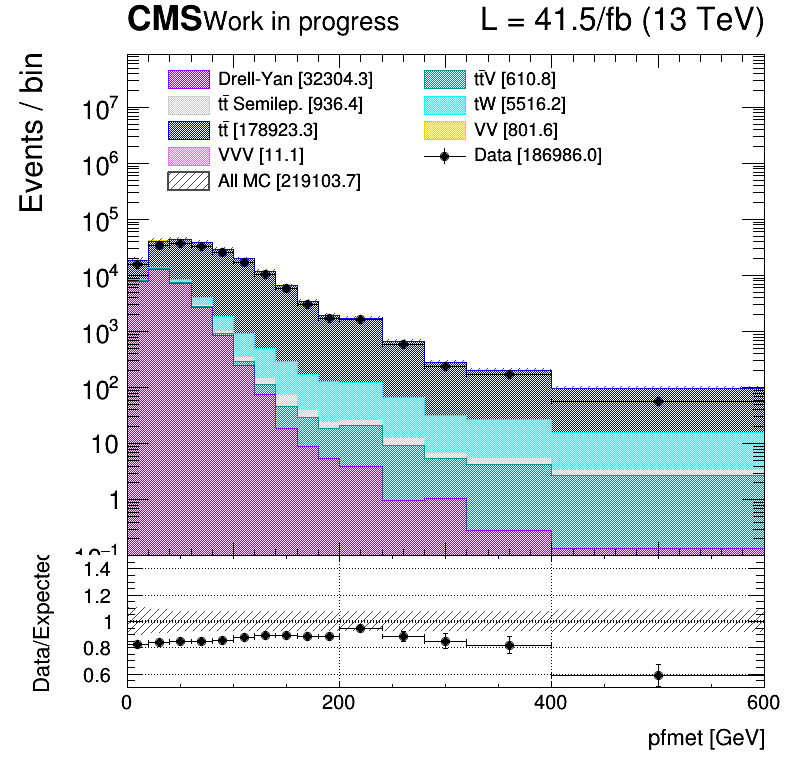 CMS Work in progress L = 41.5/fb (13 TeV)
Events / bin
Drell-Yan [32304.3]
tt̄ Semilep. [936.4]
tt̄ [178923.3]
VVV [11.1]
All MC [219103.7]
tt̄V [610.8]
tW [5516.2]
VV [801.6]
Data [186986.0]
10⁷
10⁶
10⁵
10⁴
10³
10²
10
1
10⁻¹
Data/Expected
1.4
1.2
1
0.8
0.6
0 200 400 600
pfmet [GeV]